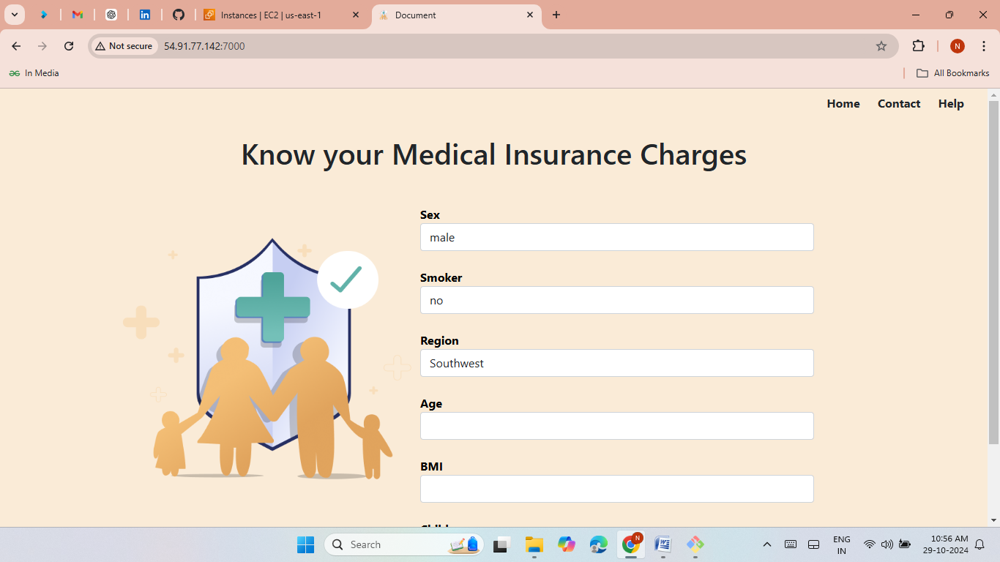 Instances | EC2 | us-east-1
Document
Not secure
54.91.77.142:7000
N
In Media
All Bookmarks
Home Contact Help
Know your Medical Insurance Charges
Sex
male
Smoker
no
Region
Southwest
Age
BMI
Search
N
ENG
IN
10:56 AM
29-10-2024